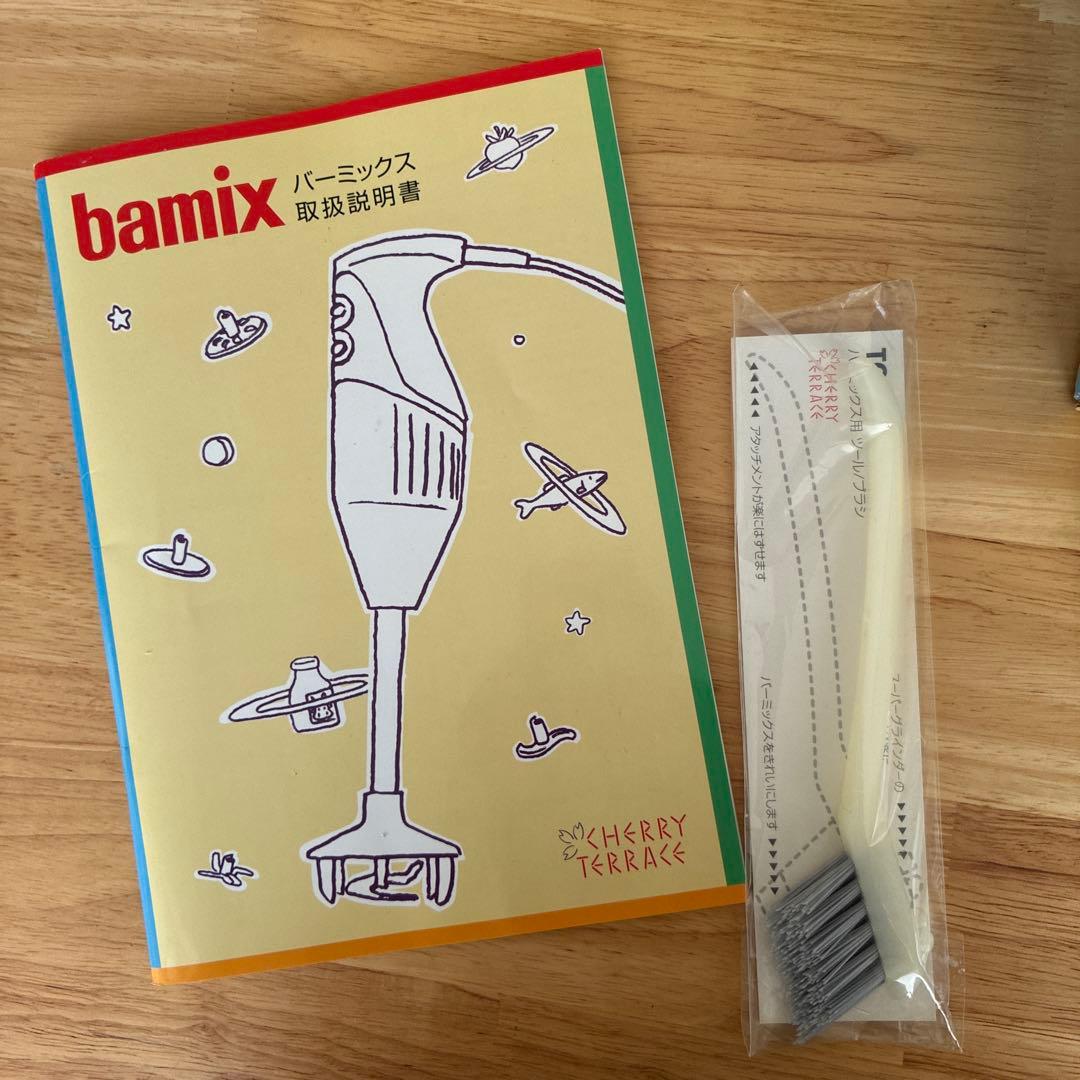 bamix
バーミックス
取扱説明書
CHERRY
TERRACE
CHERRY
TERRACE
バーミックス用 ツール/ブラシ
アタッチメントが楽にはずせます
バーミックスをきれいにします